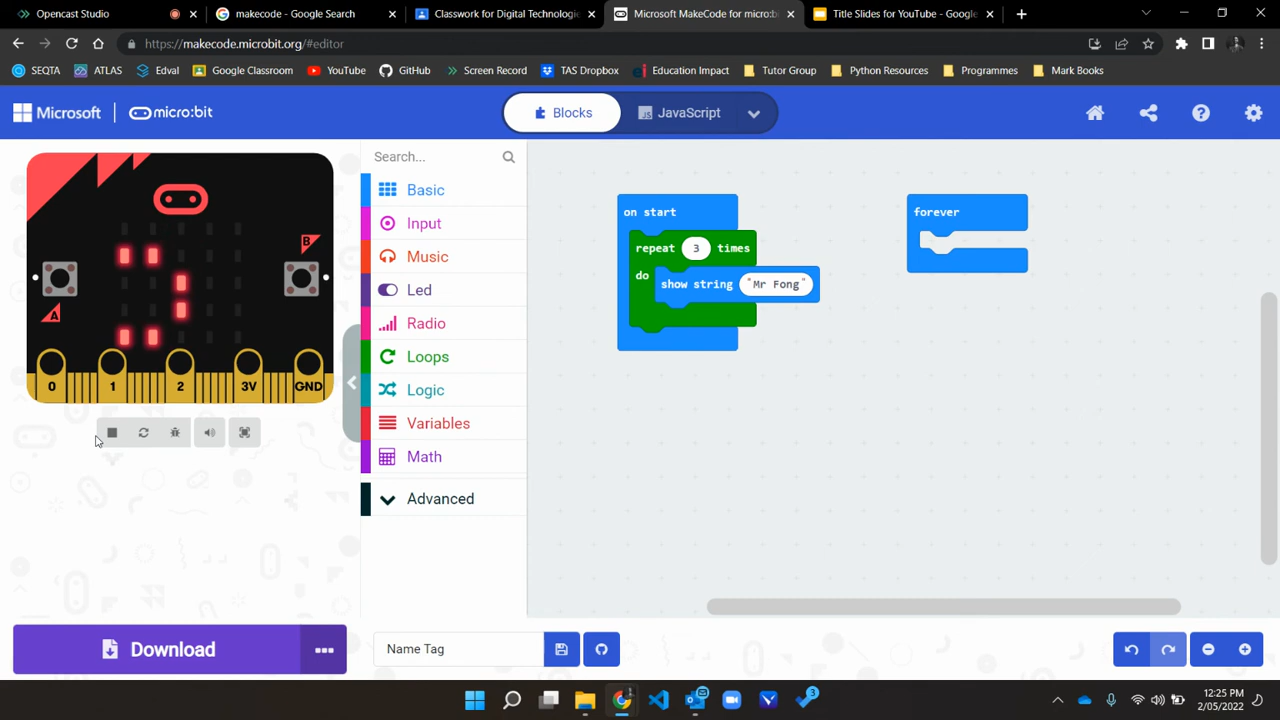 Opencast Studio
makecode - Google Search
Classwork for Digital Technologie
Microsoft MakeCode for micro:bit
Title Slides for YouTube - Google
https://makecode.microbit.org/#editor
SEQTA
ATLAS
Edval
Google Classroom
YouTube
GitHub
Screen Record
TAS Dropbox
Education Impact
Tutor Group
Python Resources
Programmes
Mark Books
Microsoft
micro:bit
Blocks
JavaScript
Search...
Basic
Input
Music
Led
Radio
Loops
Logic
Variables
Math
Advanced
A
B
0 1 2 3V GND
on start
repeat 3 times
do
show string "Mr Fong"
forever
Download
Name Tag
3
12:25 PM
2/05/2022